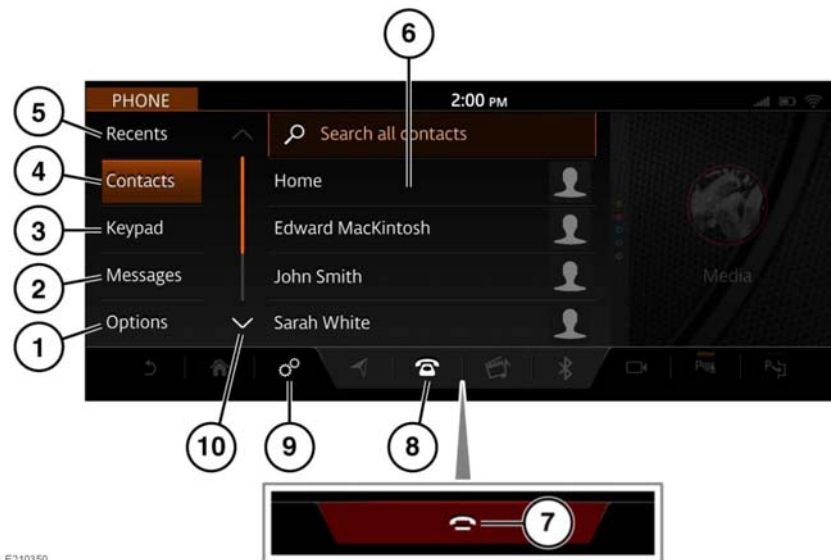 6
PHONE 2:00 PM
5
Recents
Search all contacts
4
Contacts
Home
3
Keypad
Edward MacKintosh
2
Messages
John Smith
Media
1
Options
Sarah White
10
9
8
7
E210350